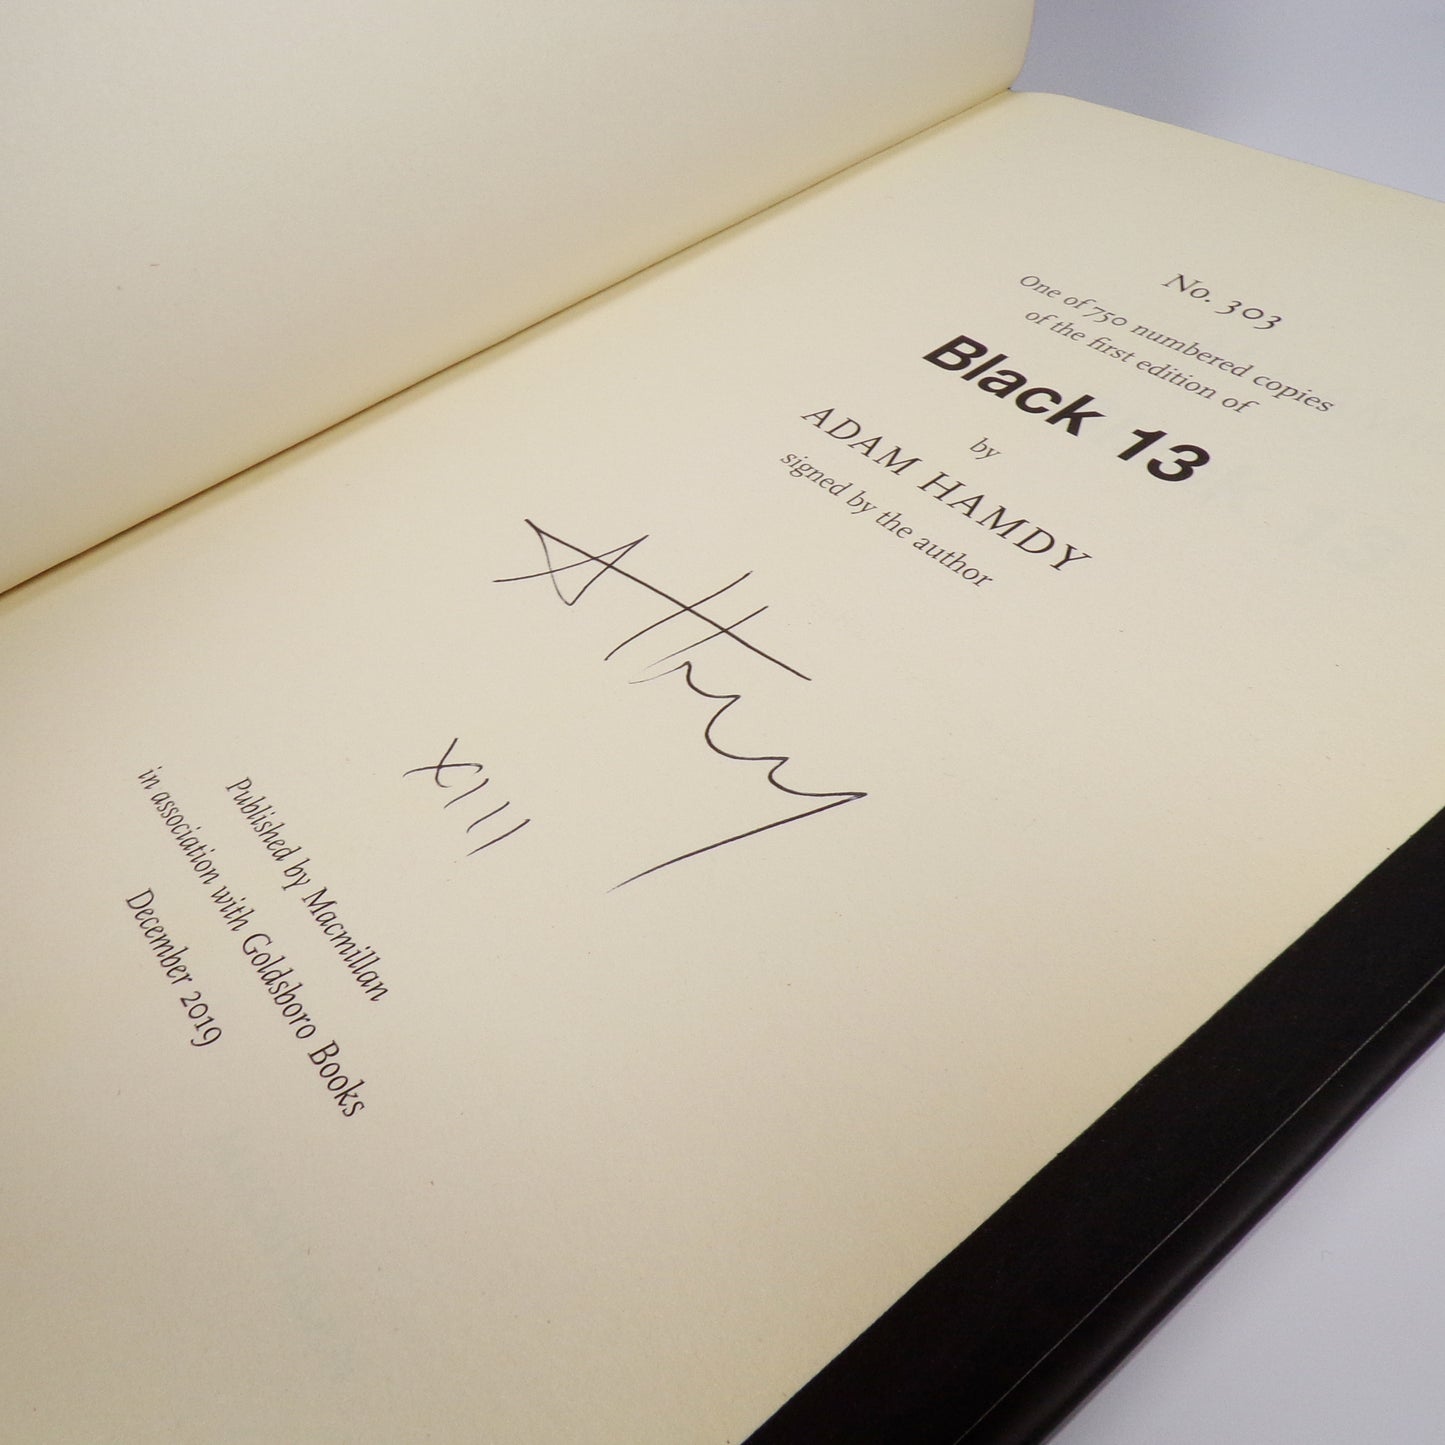 No. 303
One of 750 numbered copies
of the first edition of
Black 13
by
ADAM HAMDY
signed by the author
XIII
Published by Macmillan
in association with Goldsboro Books
December 2019